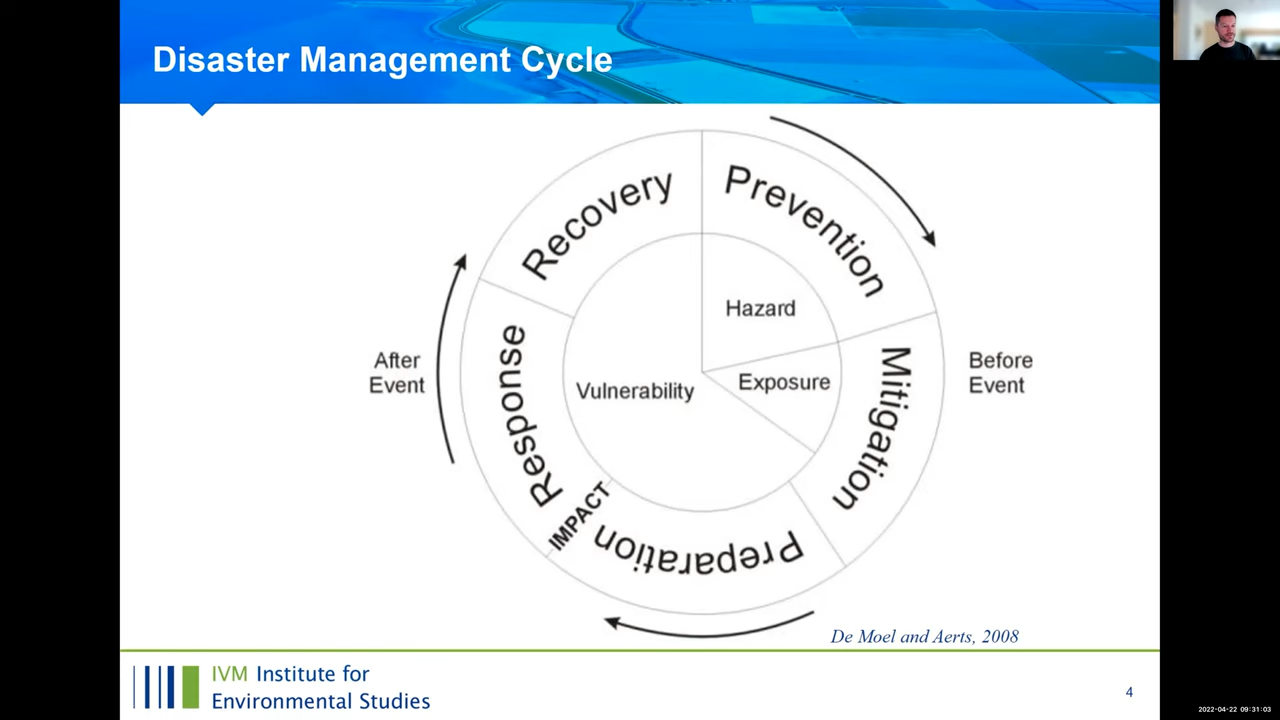 Disaster Management Cycle
Recovery
Prevention
Hazard
After
Event
Response
Vulnerability
Exposure
Mitigation
Before
Event
IMPACT
Preparation
De Moel and Aerts, 2008
IVM Institute for
Environmental Studies
4
2022-04-22 09:31:03